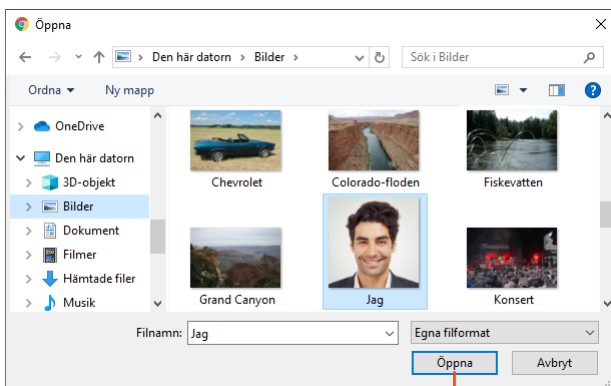 Öppna
Den här datorn
Bilder
Sök i Bilder
Ordna
Ny mapp
?
OneDrive
Den här datorn
3D-objekt
Bilder
Dokument
Filmer
Hämtade filer
Musik
Chevrolet
Colorado-floden
Fiskevatten
Grand Canyon
Jag
Konsert
Filnamn:
Jag
Egna filformat
Öppna
Avbryt